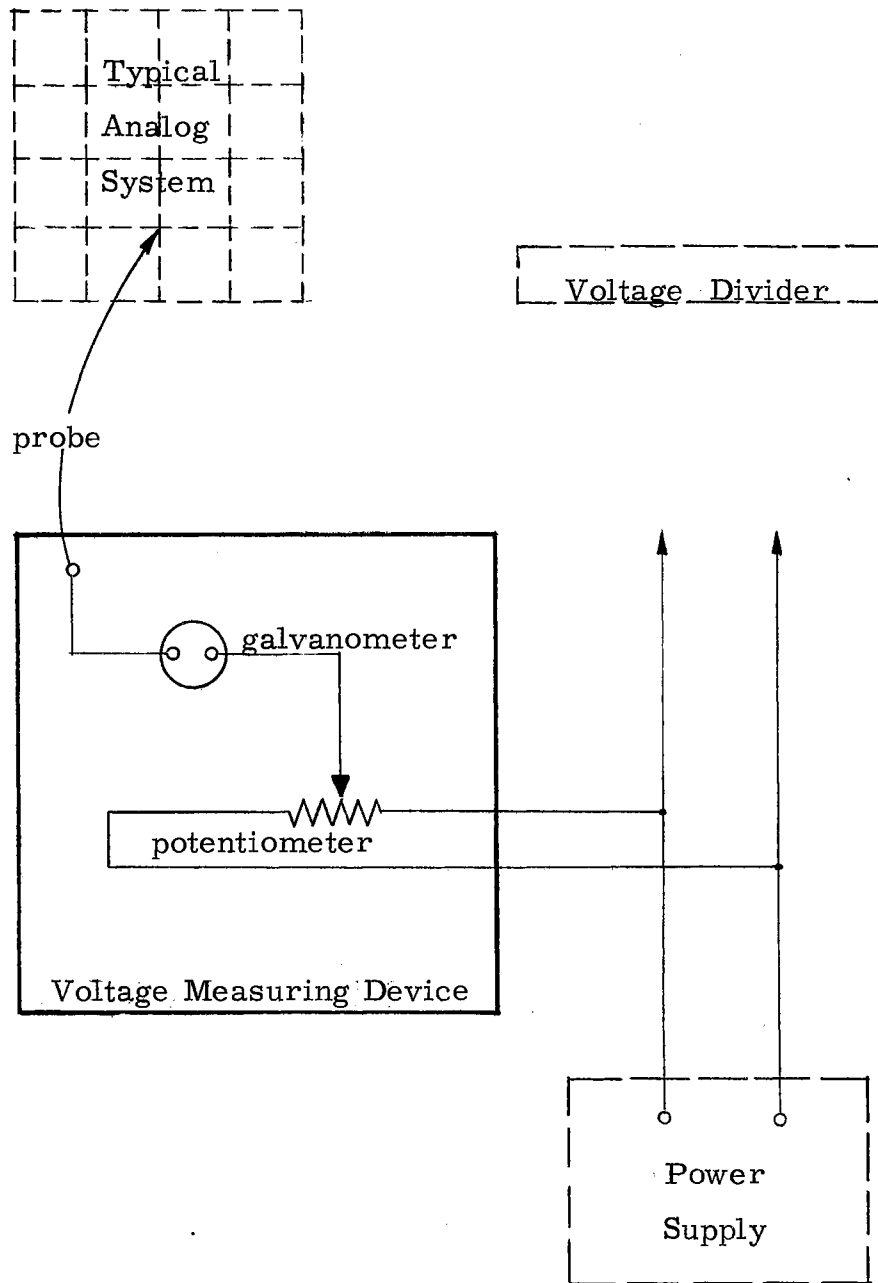 Typical
Analog
System
Voltage Divider
probe
galvanometer
potentiometer
Voltage Measuring Device
Power
Supply